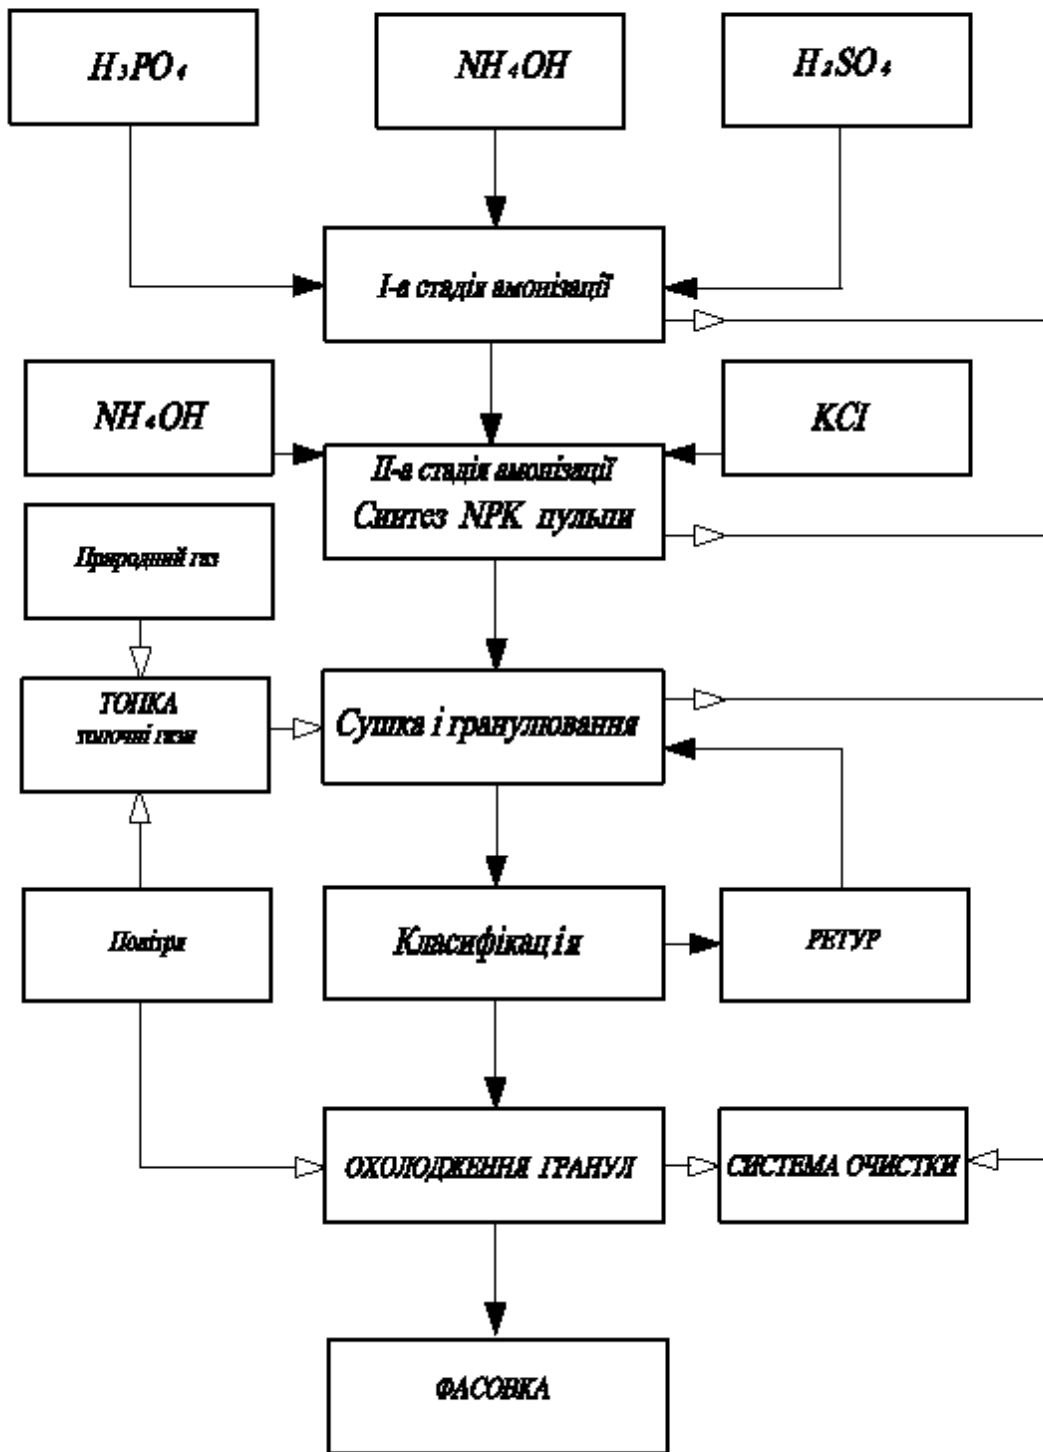 H₃PO₄
NH₄OH
H₂SO₄
I-а стадія амонізації
NH₄OH
KCl
II-а стадія амонізації
Синтез NPK пульпи
Природний газ
ТОПКА
топочні гази
Сушка і гранулювання
Повітря
Класифікація
РЕТУР
ОХОЛОДЖЕННЯ ГРАНУЛ
СИСТЕМА ОЧИСТКИ
ФАСОВКА